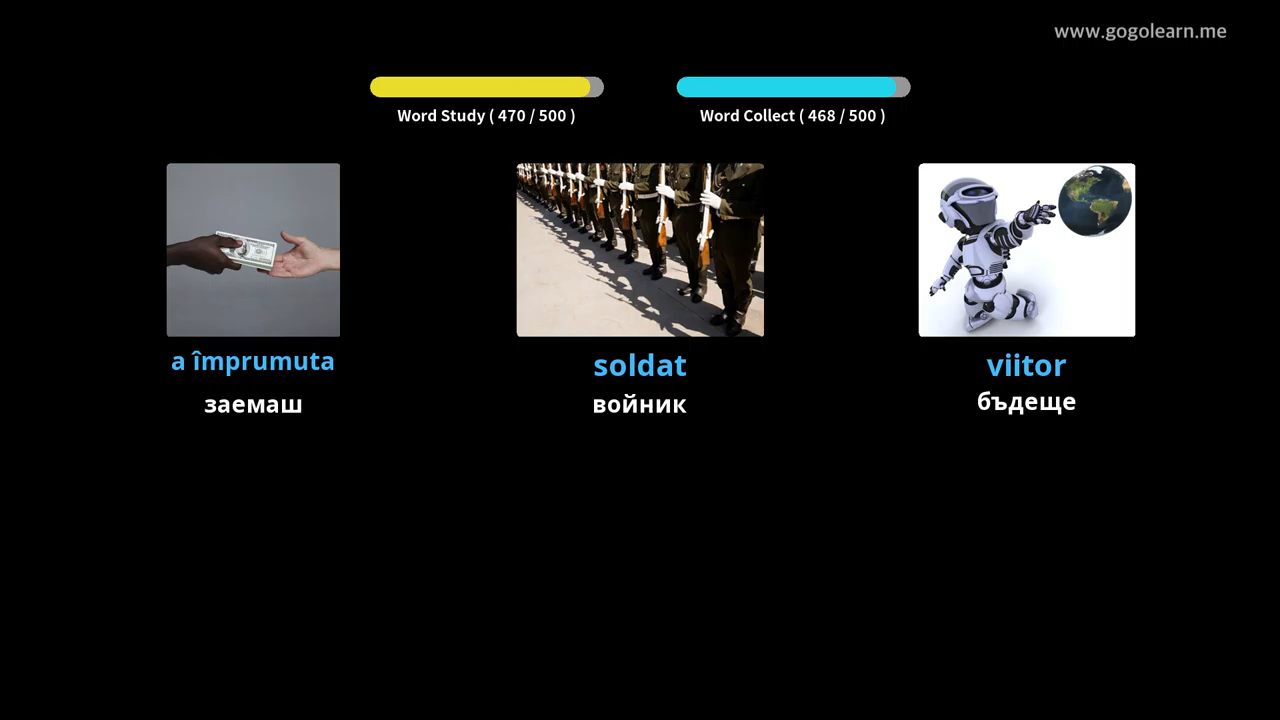 www.gogolearn.me
Word Study ( 470 / 500 )
Word Collect ( 468 / 500 )
a împrumuta
soldat
viitor
заемаш
войник
бъдеще